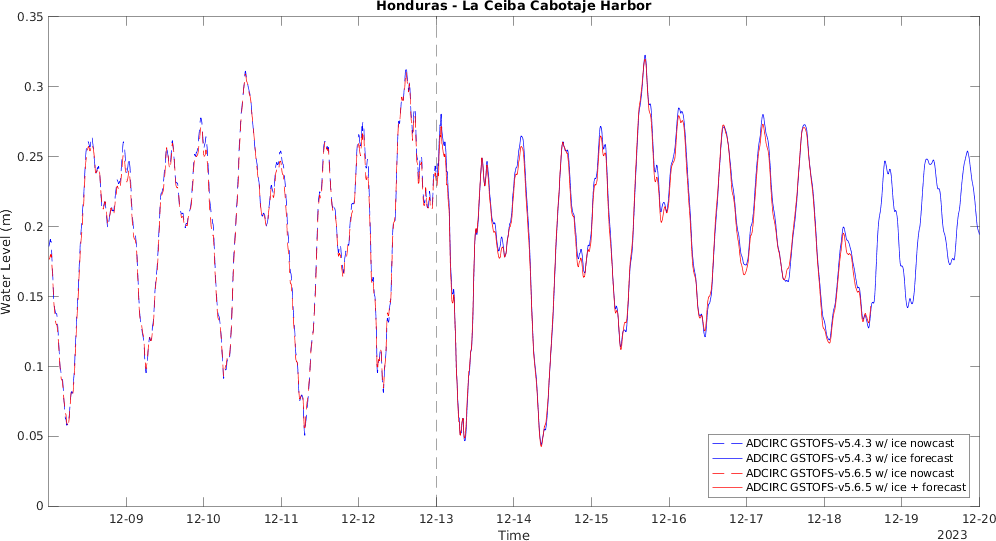 Honduras - La Ceiba Cabotaje Harbor
0.35
0.3
0.25
0.2
0.15
0.1
0.05
0
Water Level (m)
ADCIRC GSTOFS-v5.4.3 w/ ice nowcast
ADCIRC GSTOFS-v5.4.3 w/ ice forecast
ADCIRC GSTOFS-v5.6.5 w/ ice nowcast
ADCIRC GSTOFS-v5.6.5 w/ ice + forecast
12-09 12-10 12-11 12-12 12-13 12-14 12-15 12-16 12-17 12-18 12-19 12-20
Time
2023